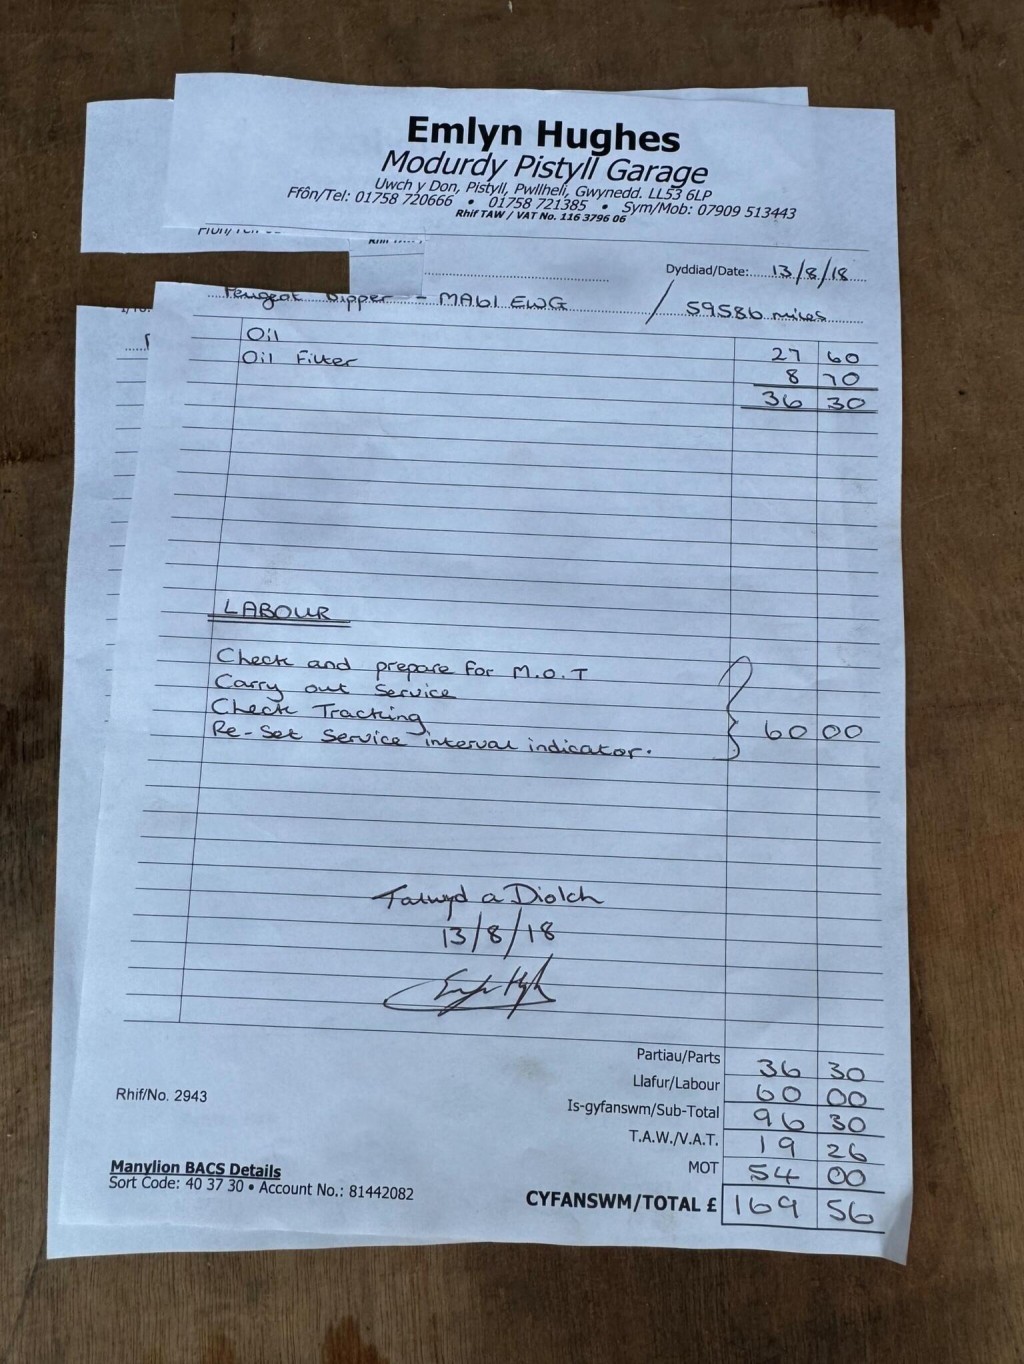 Emlyn Hughes
Modurdy Pistyll Garage
Uwch y Don, Pistyll, Pwllheli, Gwynedd. LL53 6LP
Ffôn/Tel: 01758 720666 • 01758 721385 • Sym/Mob: 07909 513443
Rhif TAW / VAT No. 116 3796 06
Dyddiad/Date: 13/8/18
Peugeot Bipper - MA61 EWG / 59586 miles
Oil 27 60
Oil Filter 8 70
36 30
LABOUR
Check and prepare for M.O.T
Carry out Service
Check Tracking
Re-Set Service interval indicator. 60 00
Talwyd a Diolch
13/8/18
Partiau/Parts 36 30
Llafur/Labour 60 00
Rhif/No. 2943
Is-gyfanswm/Sub-Total 96 30
T.A.W./V.A.T. 19 26
MOT 54 00
Manylion BACS Details
Sort Code: 40 37 30 • Account No.: 81442082
CYFANSWM/TOTAL £ 169 56